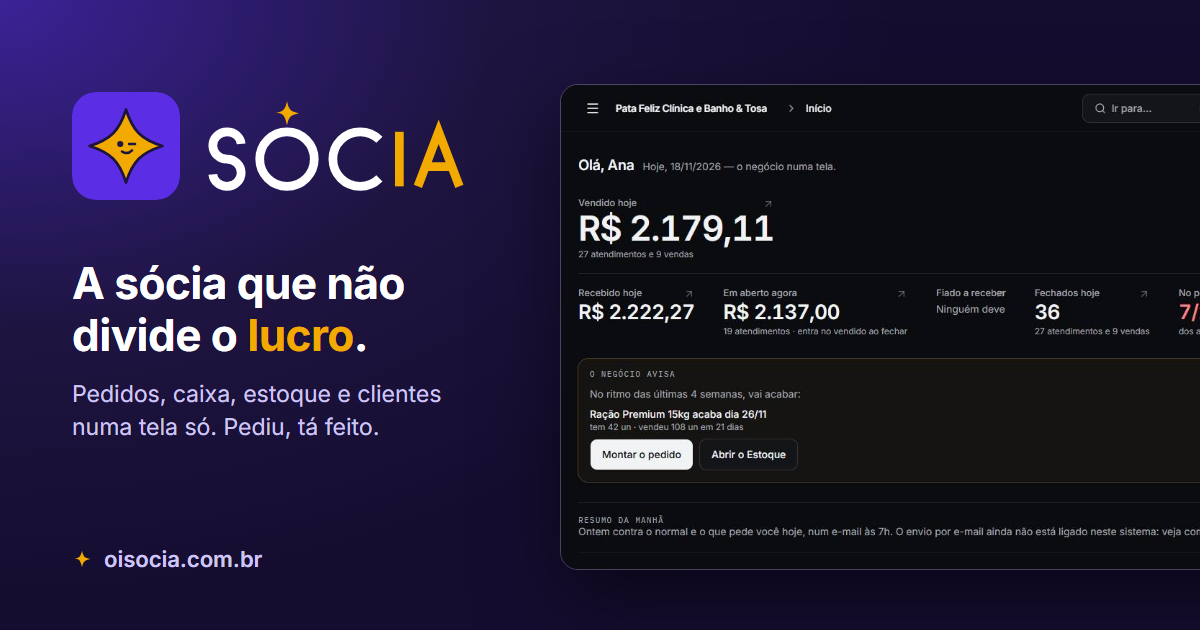 SÓCIA
A sócia que não
divide o lucro.
Pedidos, caixa, estoque e clientes
numa tela só. Pediu, tá feito.
oisocia.com.br
Pata Feliz Clínica e Banho & Tosa > Início
Ir para...
Olá, Ana Hoje, 18/11/2026 — o negócio numa tela.
Vendido hoje
R$ 2.179,11
27 atendimentos e 9 vendas
Recebido hoje Em aberto agora Fiado a receber Fechados hoje No p
R$ 2.222,27 R$ 2.137,00 Ninguém deve 36 7/
19 atendimentos · entra no vendido ao fechar 27 atendimentos e 9 vendas dos a
O NEGÓCIO AVISA
No ritmo das últimas 4 semanas, vai acabar:
Ração Premium 15kg acaba dia 26/11
tem 42 un · vendeu 108 un em 21 dias
Montar o pedido Abrir o Estoque
RESUMO DA MANHÃ
Ontem contra o normal e o que pede você hoje, num e-mail às 7h. O envio por e-mail ainda não está ligado neste sistema: veja con